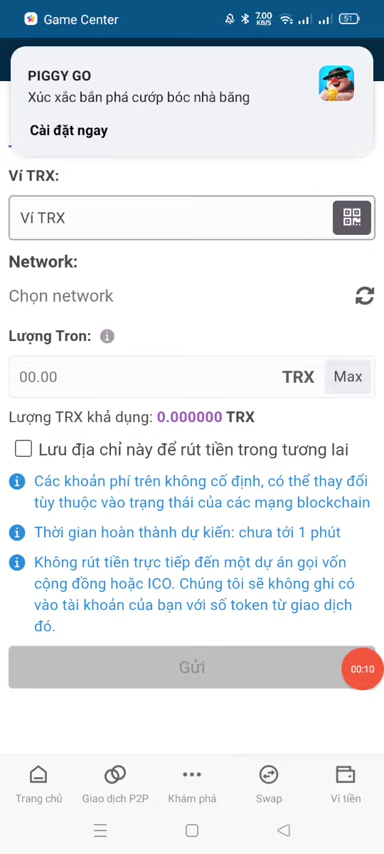 Game Center
7.00
KB/S
51
PIGGY GO
Xúc xắc bắn phá cướp bóc nhà băng
Cài đặt ngay
Ví TRX:
Ví TRX
Network:
Chọn network
Lượng Tron:
00.00 TRX Max
Lượng TRX khả dụng: 0.000000 TRX
Lưu địa chỉ này để rút tiền trong tương lai
Các khoản phí trên không cố định, có thể thay đổi
tùy thuộc vào trạng thái của các mạng blockchain
Thời gian hoàn thành dự kiến: chưa tới 1 phút
Không rút tiền trực tiếp đến một dự án gọi vốn
cộng đồng hoặc ICO. Chúng tôi sẽ không ghi có
vào tài khoản của bạn với số token từ giao dịch
đó.
Gửi
00:10
Trang chủ Giao dịch P2P Khám phá Swap Ví tiền